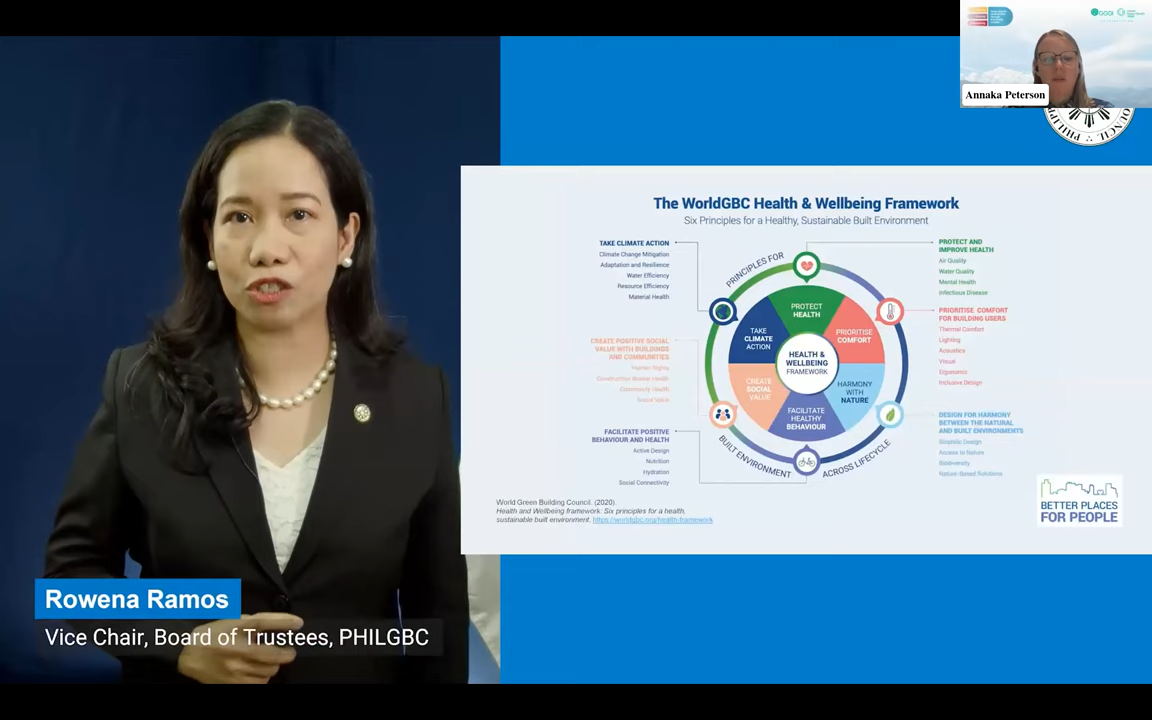 Annaka Peterson
The WorldGBC Health & Wellbeing Framework
Six Principles for a Healthy, Sustainable Built Environment
TAKE CLIMATE ACTION
Climate Change Mitigation
Adaptation and Resilience
Water Efficiency
Resource Efficiency
Material Health
CREATE POSITIVE SOCIAL
VALUE WITH BUILDINGS
AND COMMUNITIES
Human Rights
Construction Worker Health
Community Health
Social Value
FACILITATE POSITIVE
BEHAVIOUR AND HEALTH
Active Design
Nutrition
Hydration
Social Connectivity
PRINCIPLES FOR
BUILT ENVIRONMENT
ACROSS LIFECYCLE
PROTECT
HEALTH
PRIORITISE
COMFORT
HARMONY
WITH
NATURE
FACILITATE
HEALTHY
BEHAVIOUR
CREATE
SOCIAL
VALUE
TAKE
CLIMATE
ACTION
HEALTH &
WELLBEING
FRAMEWORK
PROTECT AND
IMPROVE HEALTH
Air Quality
Water Quality
Mental Health
Infectious Disease
PRIORITISE COMFORT
FOR BUILDING USERS
Thermal Comfort
Lighting
Acoustics
Visual
Ergonomics
Inclusive Design
DESIGN FOR HARMONY
BETWEEN THE NATURAL
AND BUILT ENVIRONMENTS
Biophilic Design
Access to Nature
Biodiversity
Nature-Based Solutions
World Green Building Council. (2020).
Health and Wellbeing framework: Six principles for a health,
sustainable built environment. https://worldgbc.org/health-framework
BETTER PLACES
FOR PEOPLE
Rowena Ramos
Vice Chair, Board of Trustees, PHILGBC